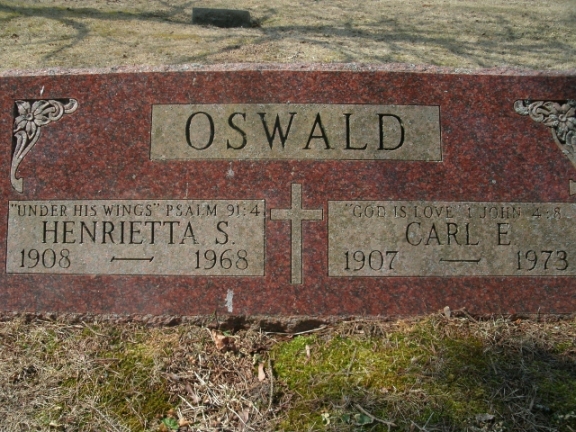 OSWALD
"UNDER HIS WINGS" PSALM 91:4
HENRIETTA S.
1908 — 1968
"GOD IS LOVE" I JOHN 4:8
CARL E.
1907 — 1973